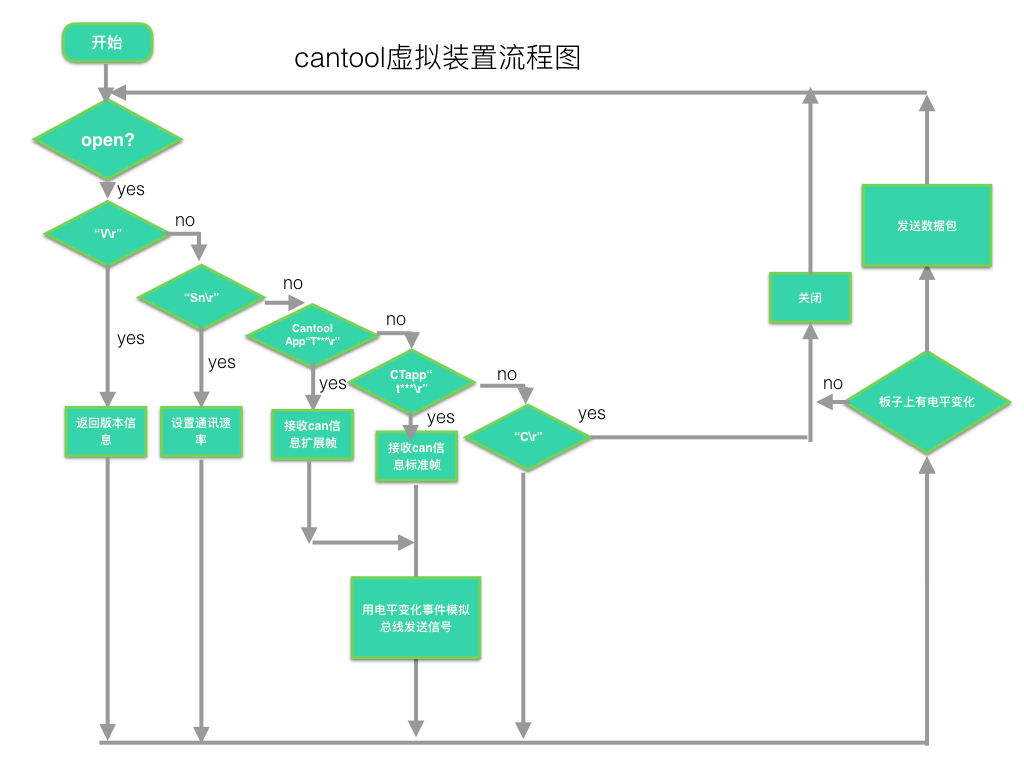 开始
cantool虚拟装置流程图
open?
yes
“V\r”
no
“Sn\r”
no
Cantool
App“T***\r”
no
CTapp“
t***\r”
no
“C\r”
yes
yes
yes
yes
yes
返回版本信
息
设置通讯速
率
接收can信
息扩展帧
接收can信
息标准帧
用电平变化事件模拟
总线发送信号
关闭
发送数据包
no
板子上有电平变化